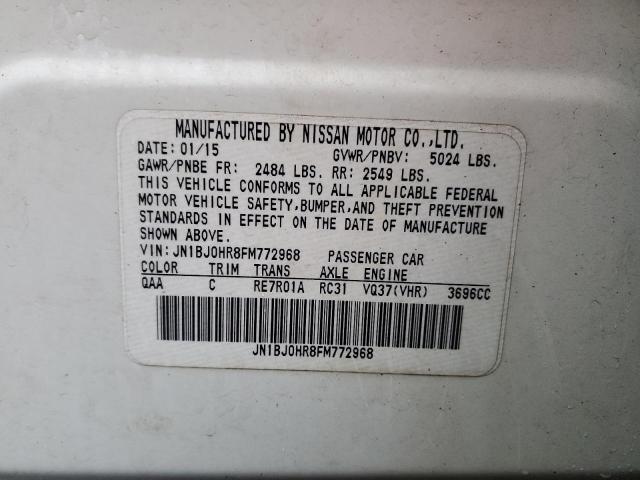 MANUFACTURED BY NISSAN MOTOR CO.,LTD.
DATE: 01/15 GVWR/PNBV: 5024 LBS.
GAWR/PNBE FR: 2484 LBS. RR: 2549 LBS.
THIS VEHICLE CONFORMS TO ALL APPLICABLE FEDERAL
MOTOR VEHICLE SAFETY,BUMPER,AND THEFT PREVENTION
STANDARDS IN EFFECT ON THE DATE OF MANUFACTURE
SHOWN ABOVE.
VIN:JN1BJ0HR8FM772968 PASSENGER CAR
COLOR TRIM TRANS AXLE ENGINE
QAA C RE7R01A RC31 VQ37(VHR) 3696CC
JN1BJ0HR8FM772968